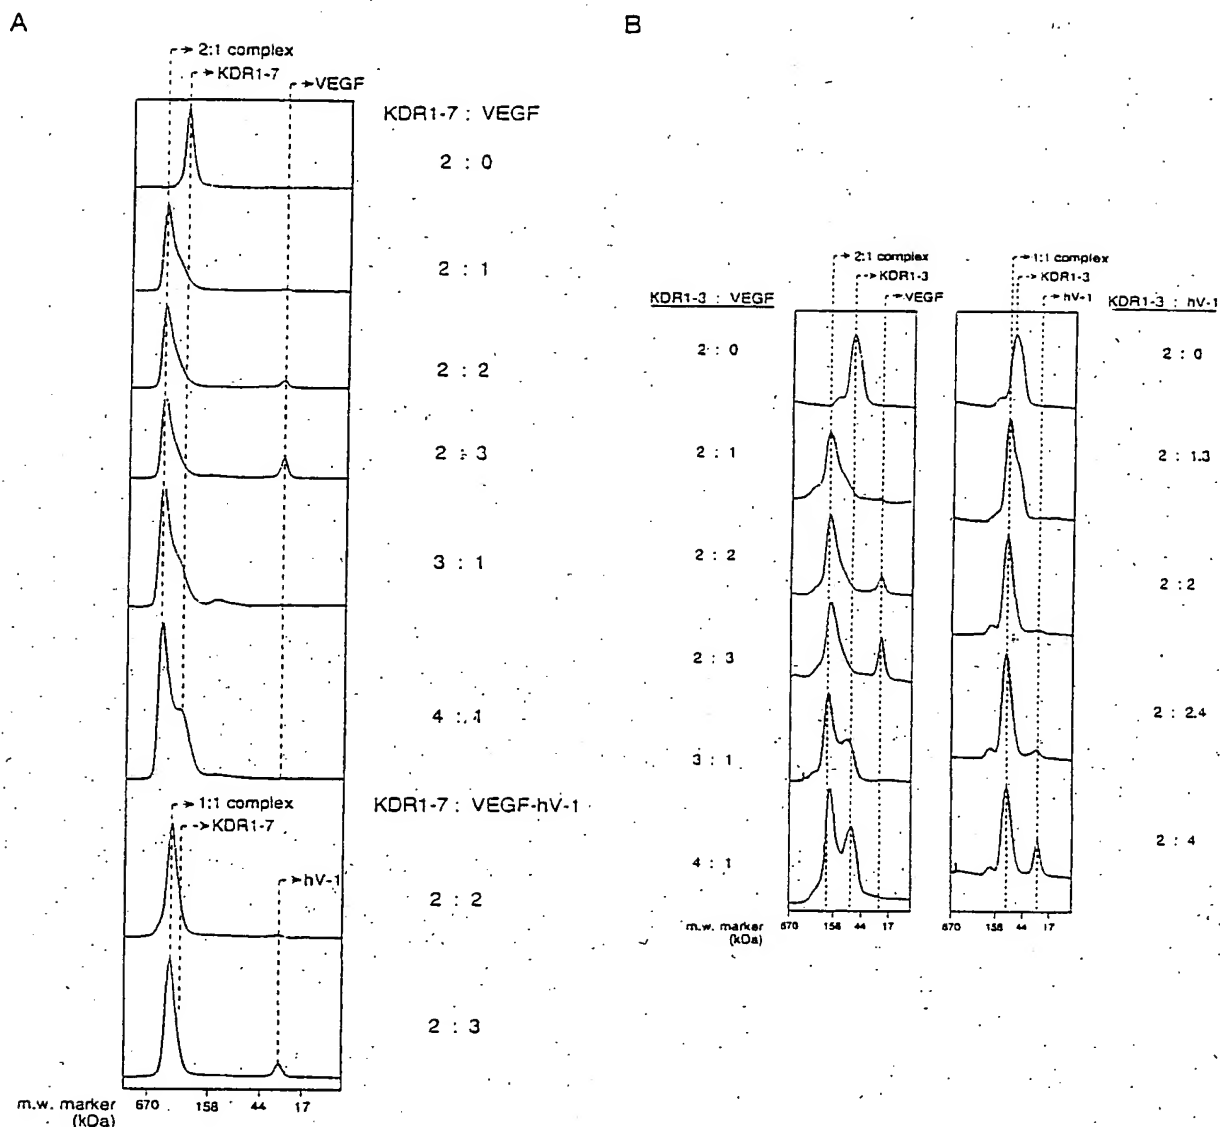 A
2:1 complex
KDR1-7
VEGF
KDR1-7 : VEGF
2 : 0
2 : 1
2 : 2
2 : 3
3 : 1
4 : 1
1:1 complex
KDR1-7
hV-1
KDR1-7 : VEGF-hV-1
2 : 2
2 : 3
m.w. marker
(kDa)
670 158 44 17
B
2:1 complex
KDR1-3
VEGF
KDR1-3 : VEGF
2 : 0
2 : 1
2 : 2
2 : 3
3 : 1
4 : 1
m.w. marker
(kDa)
670 158 44 17
1:1 complex
KDR1-3
hV-1
KDR1-3 : hV-1
2 : 0
2 : 1.3
2 : 2
2 : 2.4
2 : 4
670 158 44 17